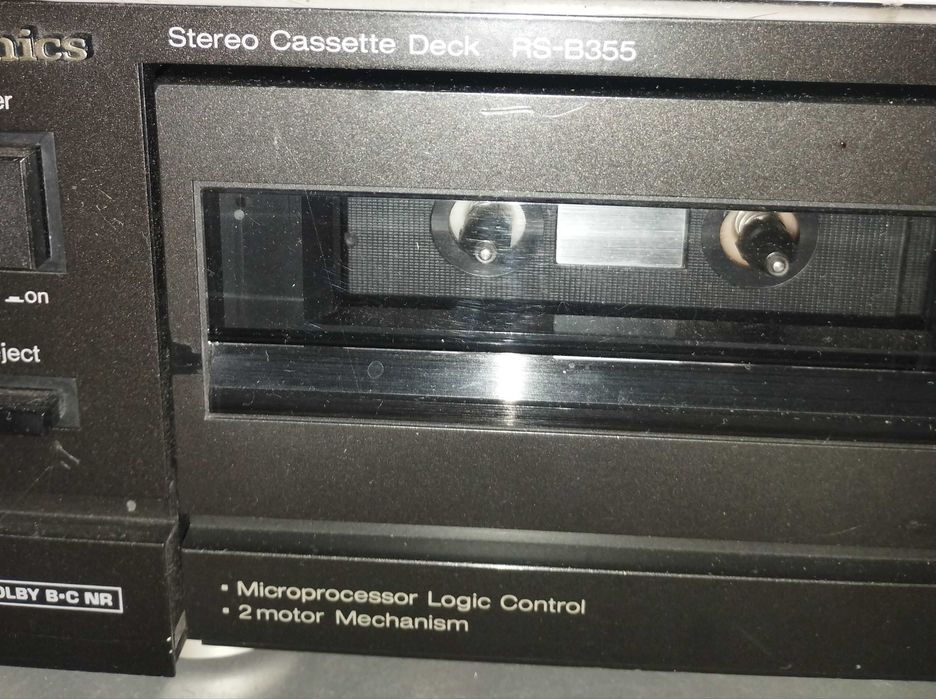 nics
Stereo Cassette Deck RS-B355
er
on
ject
OLBY B·C NR
• Microprocessor Logic Control
• 2 motor Mechanism